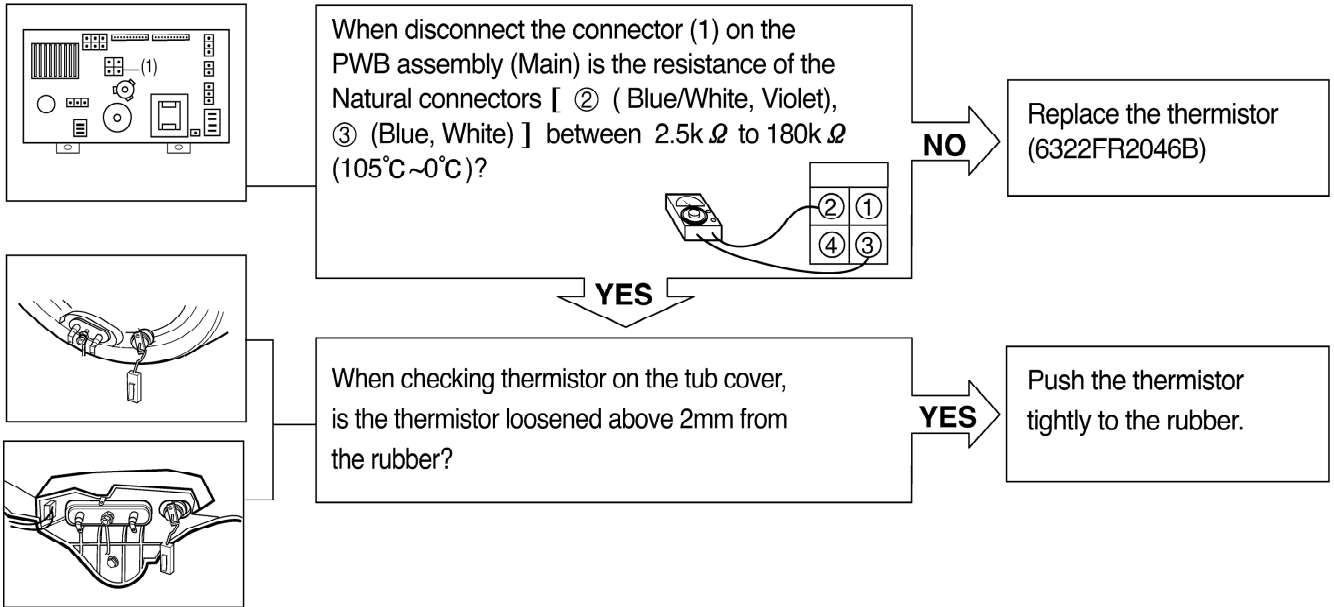 (1)
When disconnect the connector (1) on the
PWB assembly (Main) is the resistance of the
Natural connectors [ ② ( Blue/White, Violet),
③ (Blue, White) ] between 2.5k Ω to 180k Ω
(105℃~0℃)?
② ①
④ ③
NO
Replace the thermistor
(6322FR2046B)
YES
When checking thermistor on the tub cover,
is the thermistor loosened above 2mm from
the rubber?
YES
Push the thermistor
tightly to the rubber.